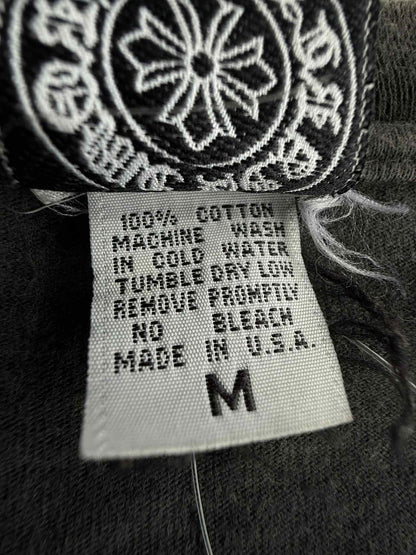 100% COTTON
MACHINE WASH
IN COLD WATER
TUMBLE DRY LOW
REMOVE PROMPTLY
NO BLEACH
MADE IN U.S.A.
M